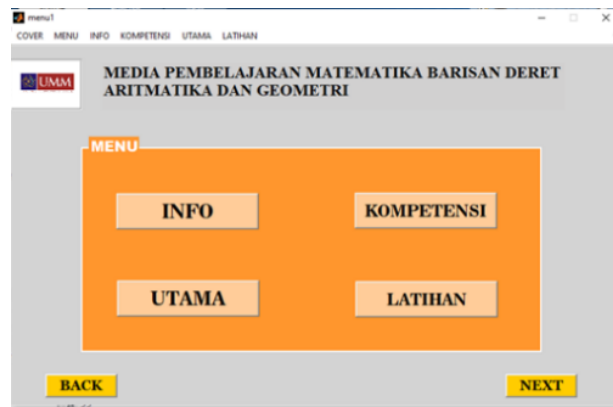 menu1
COVER MENU INFO KOMPETENSI UTAMA LATIHAN
UMM
MEDIA PEMBELAJARAN MATEMATIKA BARISAN DERET
ARITMATIKA DAN GEOMETRI
MENU
INFO KOMPETENSI
UTAMA LATIHAN
BACK NEXT